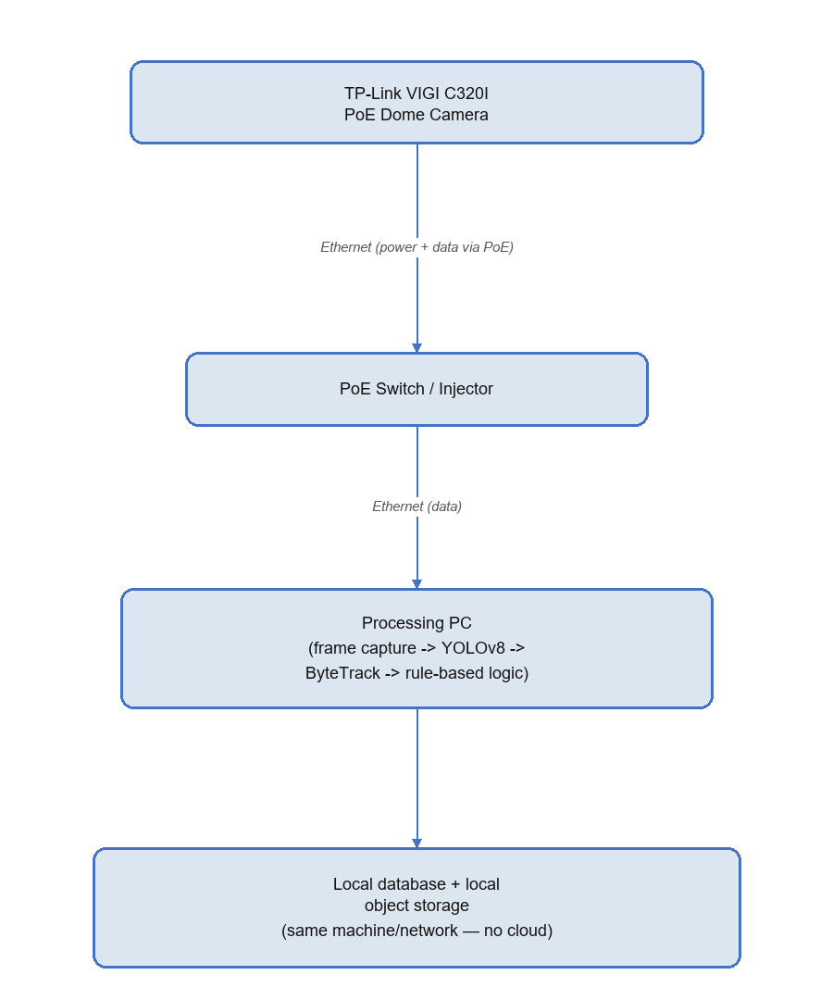 TP-Link VIGI C320I
PoE Dome Camera
Ethernet (power + data via PoE)
PoE Switch / Injector
Ethernet (data)
Processing PC
(frame capture -> YOLOv8 ->
ByteTrack -> rule-based logic)
Local database + local
object storage
(same machine/network — no cloud)